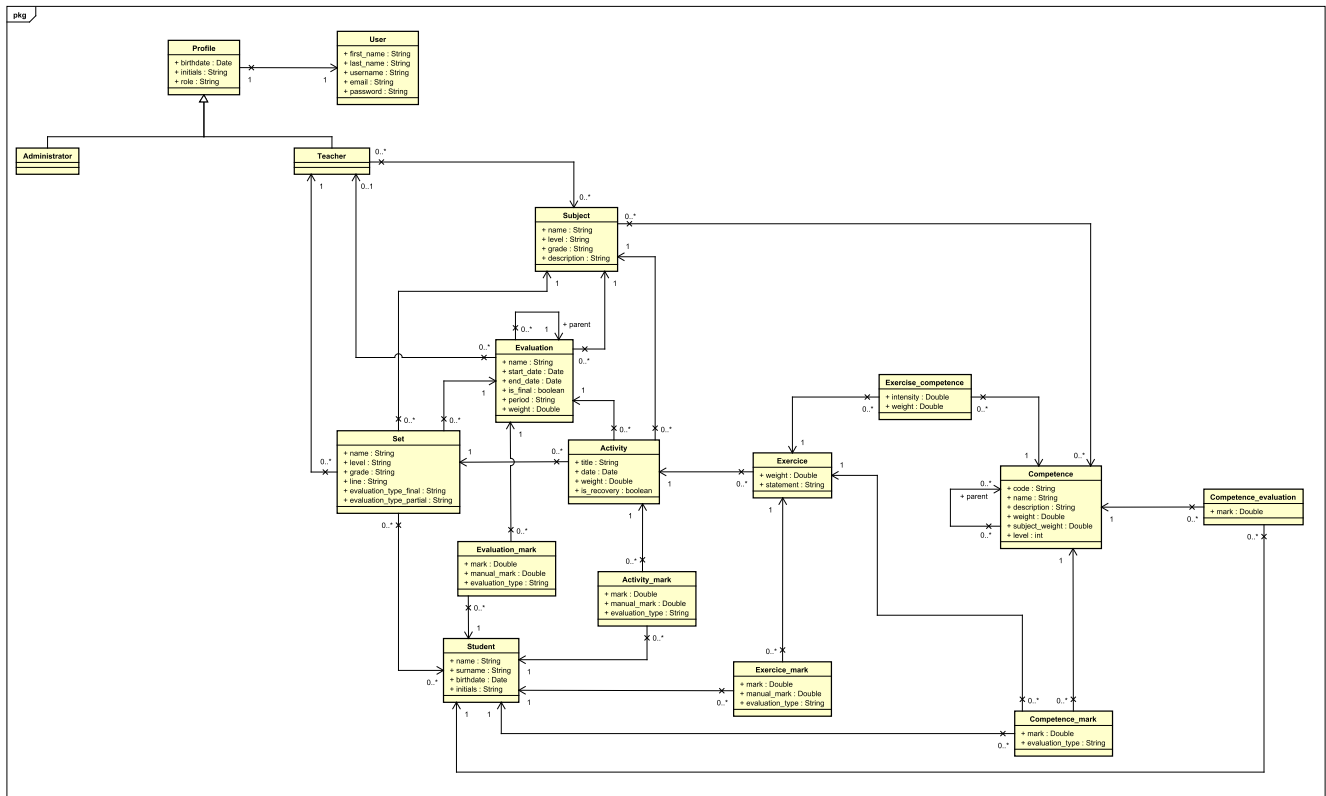 pkg
Profile
+ birthdate : Date
+ initials : String
+ role : String
1
1
User
+ first_name : String
+ last_name : String
+ username : String
+ email : String
+ password : String
Administrator
Teacher
0..*
0..*
1
0..1
Subject
+ name : String
+ level : String
+ grade : String
+ description : String
0..*
1
1
1
0..*
1
+ parent
0..*
0..*
Evaluation
+ name : String
+ start_date : Date
+ end_date : Date
+ is_final : boolean
+ period : String
+ weight : Double
1
1
1
Exercise_competence
+ intensity : Double
+ weight : Double
0..*
0..*
0..*
0..*
0..*
0..*
Set
+ name : String
+ level : String
+ grade : String
+ line : String
+ evaluation_type_final : String
+ evaluation_type_partial : String
0..*
1
0..*
0..*
Activity
+ title : String
+ date : Date
+ weight : Double
+ is_recovery : boolean
1
1
0..*
Exercice
+ weight : Double
+ statement : String
1
1
1
1
0..*
Competence
+ code : String
+ name : String
+ description : String
+ weight : Double
+ subject_weight : Double
+ level : int
0..*
+ parent
0..*
1
1
Competence_evaluation
+ mark : Double
0..*
0..*
0..*
Evaluation_mark
+ mark : Double
+ manual_mark : Double
+ evaluation_type : String
0..*
1
0..*
Activity_mark
+ mark : Double
+ manual_mark : Double
+ evaluation_type : String
0..*
Student
+ name : String
+ surname : String
+ birthdate : Date
+ initials : String
0..*
1
1
1
1
0..*
Exercice_mark
+ mark : Double
+ manual_mark : Double
+ evaluation_type : String
0..*
0..*
0..*
Competence_mark
+ mark : Double
+ evaluation_type : String
0..*